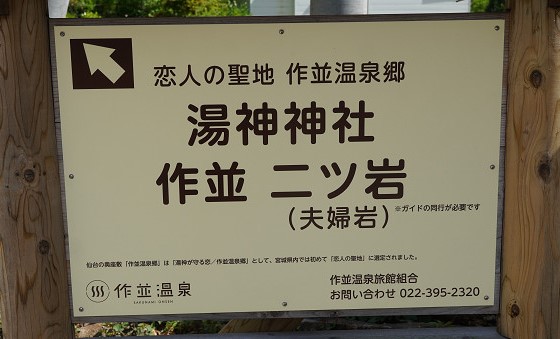 恋人の聖地 作並温泉郷
湯神神社
作並 二ツ岩
(夫婦岩)
※ガイドの同行が必要です
仙台の奥座敷「作並温泉郷」は「湯神が守る恋/作並温泉郷」として、宮城県内では初めて「恋人の聖地」に選定されました。
作並温泉
SAKUNAMI ONSEN
作並温泉旅館組合
お問い合わせ 022-395-2320